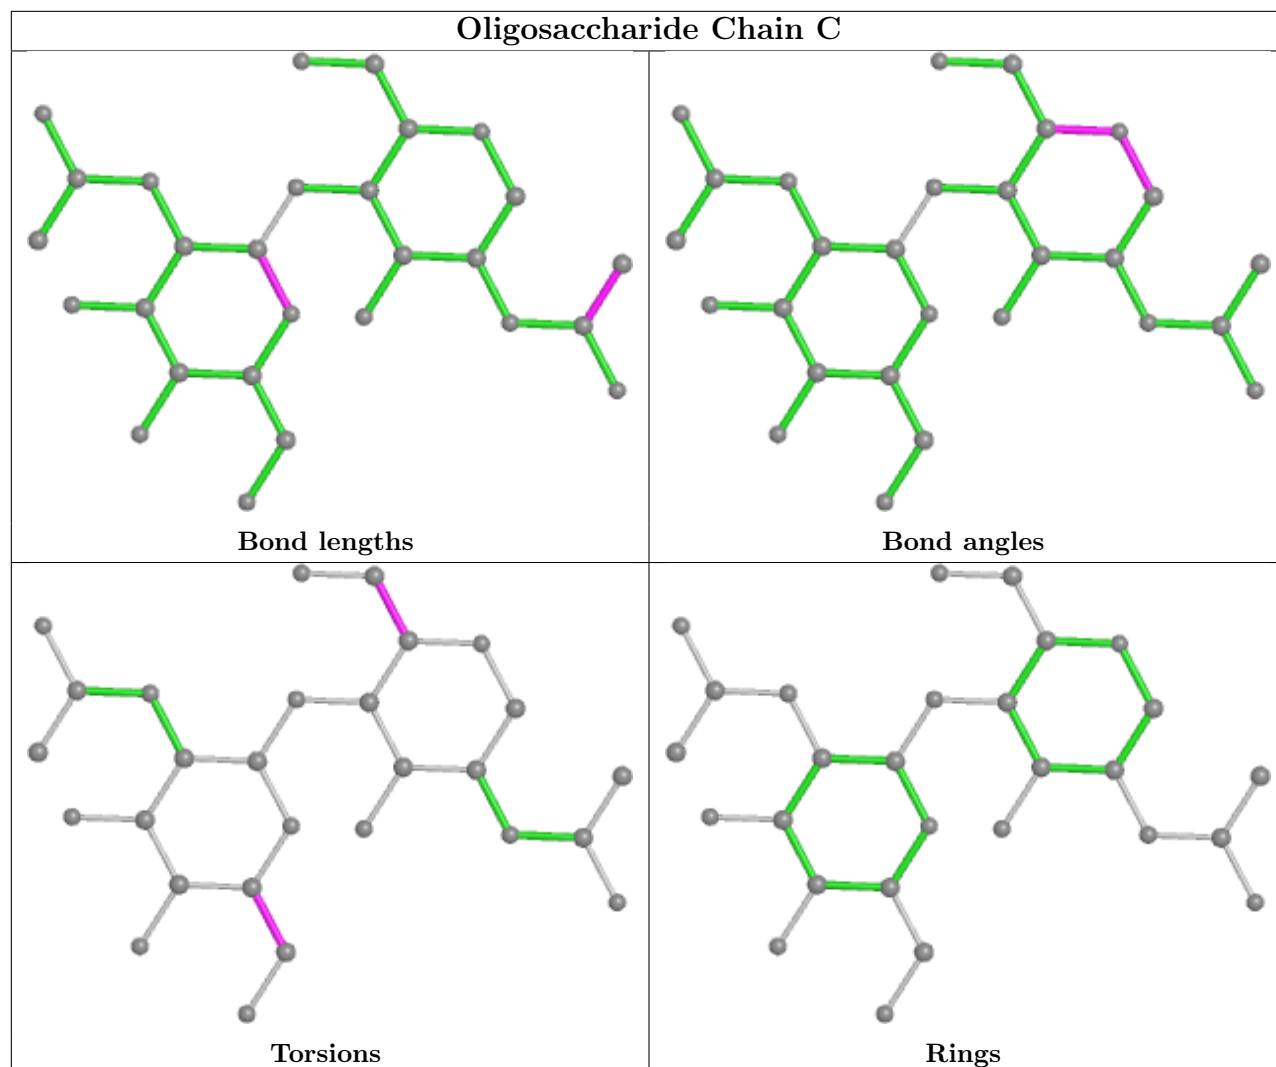 Oligosaccharide Chain C
Bond lengths
Bond angles
Torsions
Rings